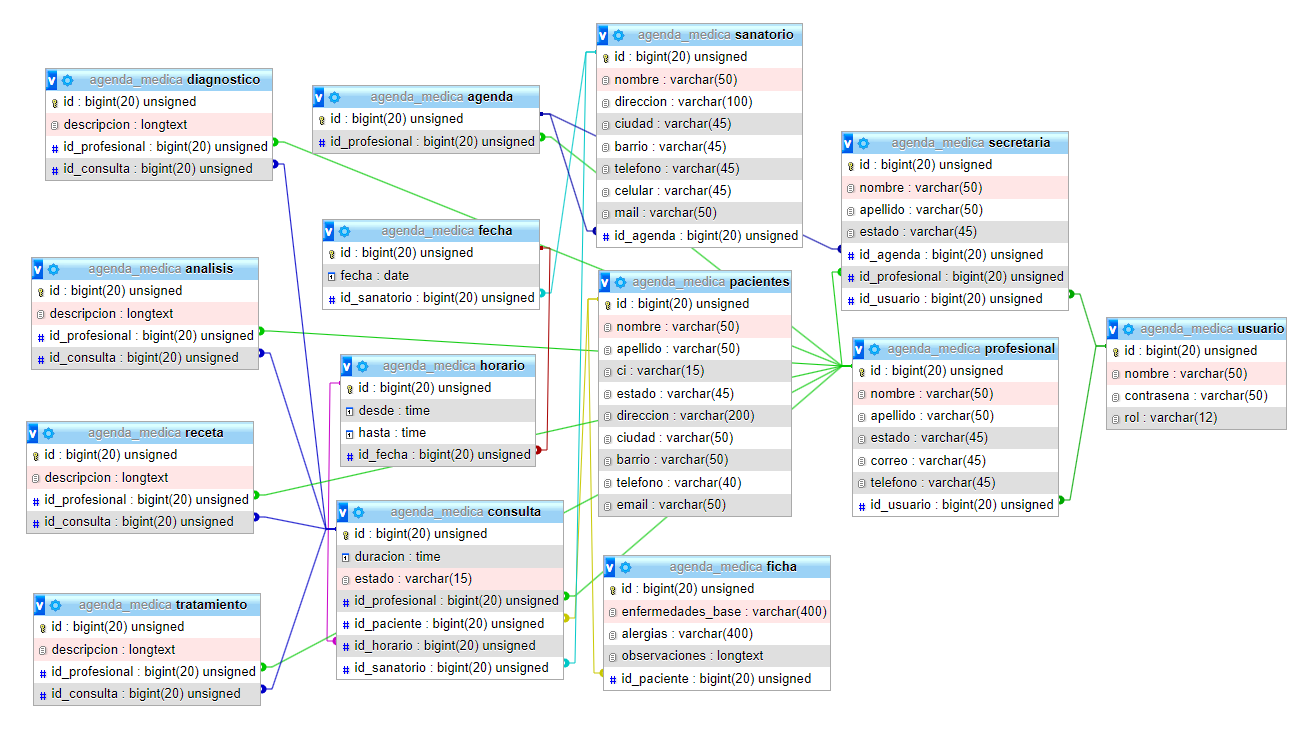 agenda_medica diagnostico
id : bigint(20) unsigned
descripcion : longtext
id_profesional : bigint(20) unsigned
id_consulta : bigint(20) unsigned
agenda_medica agenda
id : bigint(20) unsigned
id_profesional : bigint(20) unsigned
agenda_medica sanatorio
id : bigint(20) unsigned
nombre : varchar(50)
direccion : varchar(100)
ciudad : varchar(45)
barrio : varchar(45)
telefono : varchar(45)
celular : varchar(45)
mail : varchar(50)
id_agenda : bigint(20) unsigned
agenda_medica secretaria
id : bigint(20) unsigned
nombre : varchar(50)
apellido : varchar(50)
estado : varchar(45)
id_agenda : bigint(20) unsigned
id_profesional : bigint(20) unsigned
id_usuario : bigint(20) unsigned
agenda_medica fecha
id : bigint(20) unsigned
fecha : date
id_sanatorio : bigint(20) unsigned
agenda_medica analisis
id : bigint(20) unsigned
descripcion : longtext
id_profesional : bigint(20) unsigned
id_consulta : bigint(20) unsigned
agenda_medica pacientes
id : bigint(20) unsigned
nombre : varchar(50)
apellido : varchar(50)
ci : varchar(15)
estado : varchar(45)
direccion : varchar(200)
ciudad : varchar(50)
barrio : varchar(50)
telefono : varchar(40)
email : varchar(50)
agenda_medica usuario
id : bigint(20) unsigned
nombre : varchar(50)
contrasena : varchar(50)
rol : varchar(12)
agenda_medica profesional
id : bigint(20) unsigned
nombre : varchar(50)
apellido : varchar(50)
estado : varchar(45)
correo : varchar(45)
telefono : varchar(45)
id_usuario : bigint(20) unsigned
agenda_medica horario
id : bigint(20) unsigned
desde : time
hasta : time
id_fecha : bigint(20) unsigned
agenda_medica receta
id : bigint(20) unsigned
descripcion : longtext
id_profesional : bigint(20) unsigned
id_consulta : bigint(20) unsigned
agenda_medica consulta
id : bigint(20) unsigned
duracion : time
estado : varchar(15)
id_profesional : bigint(20) unsigned
id_paciente : bigint(20) unsigned
id_horario : bigint(20) unsigned
id_sanatorio : bigint(20) unsigned
agenda_medica ficha
id : bigint(20) unsigned
enfermedades_base : varchar(400)
alergias : varchar(400)
observaciones : longtext
id_paciente : bigint(20) unsigned
agenda_medica tratamiento
id : bigint(20) unsigned
descripcion : longtext
id_profesional : bigint(20) unsigned
id_consulta : bigint(20) unsigned